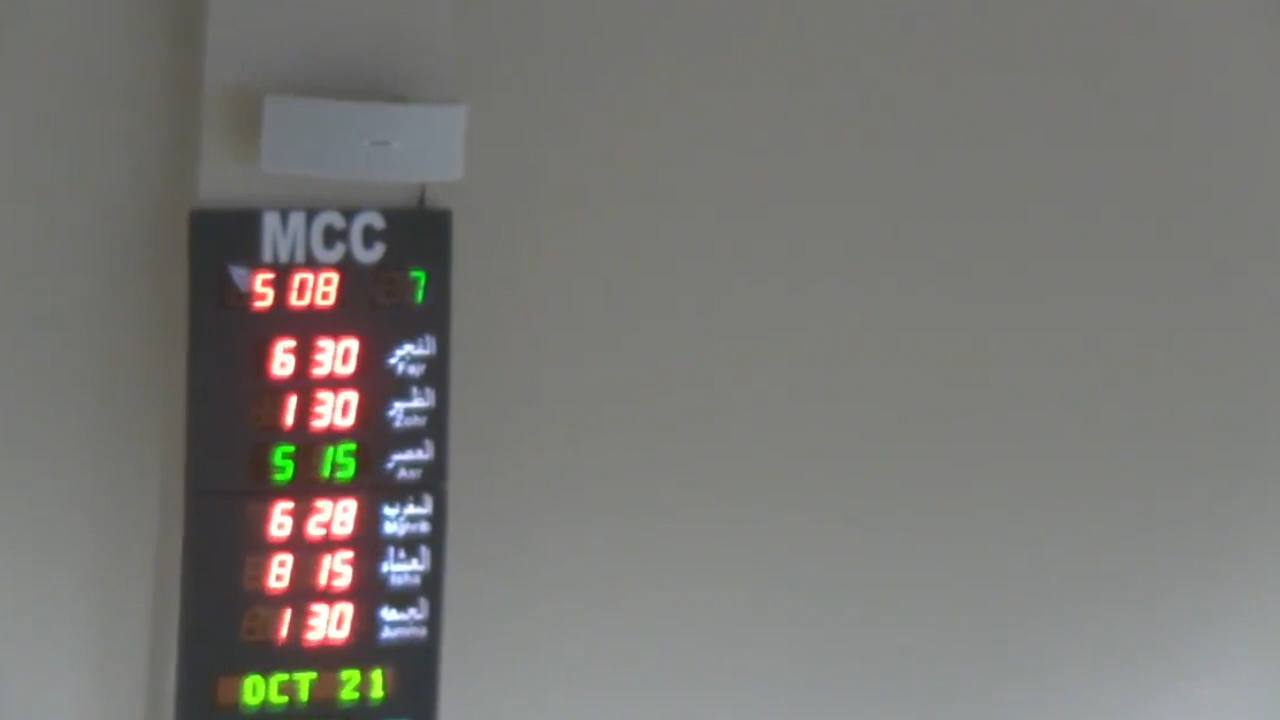 MCC
5 08 7
6 30 الفجر Fajr
1 30 الظهر Zohr
5 15 العصر Asr
6 28 المغرب
8 15 العشاء Isha
1 30 الجمعة Jumma
OCT 21